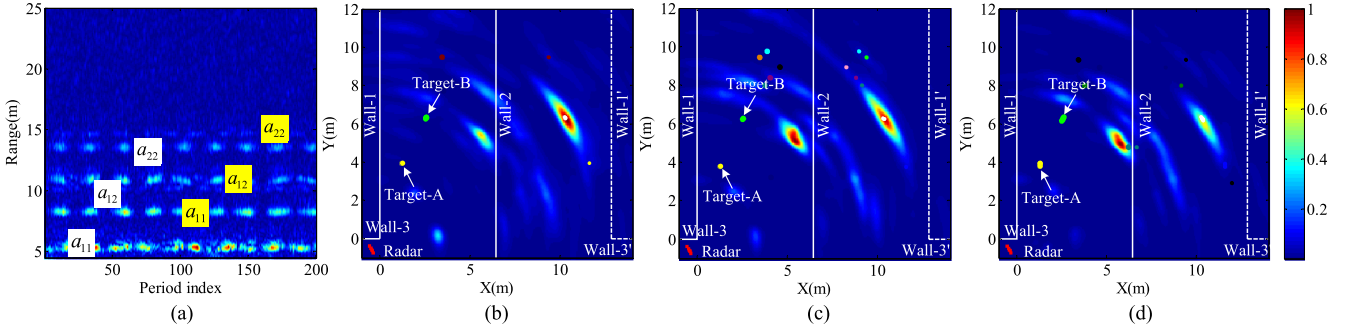 25
20
15
10
5
Range(m)
a22
a22
a12
a12
a11
a11
50
100
150
200
Period index
(a)
12
10
8
6
4
2
0
Y(m)
Wall-1
Target-B
Wall-2
Wall-1'
Target-A
Wall-3
Radar
Wall-3'
0
5
10
X(m)
(b)
12
10
8
6
4
2
0
Y(m)
Wall-1
Target-B
Wall-2
Wall-1'
Target-A
Wall-3
Radar
Wall-3'
0
5
10
X(m)
(c)
12
10
8
6
4
2
0
Y(m)
Wall-1
Target-B
Wall-2
Wall-1'
Target-A
Wall-3
Radar
Wall-3'
0
5
10
X(m)
(d)
1
0.8
0.6
0.4
0.2